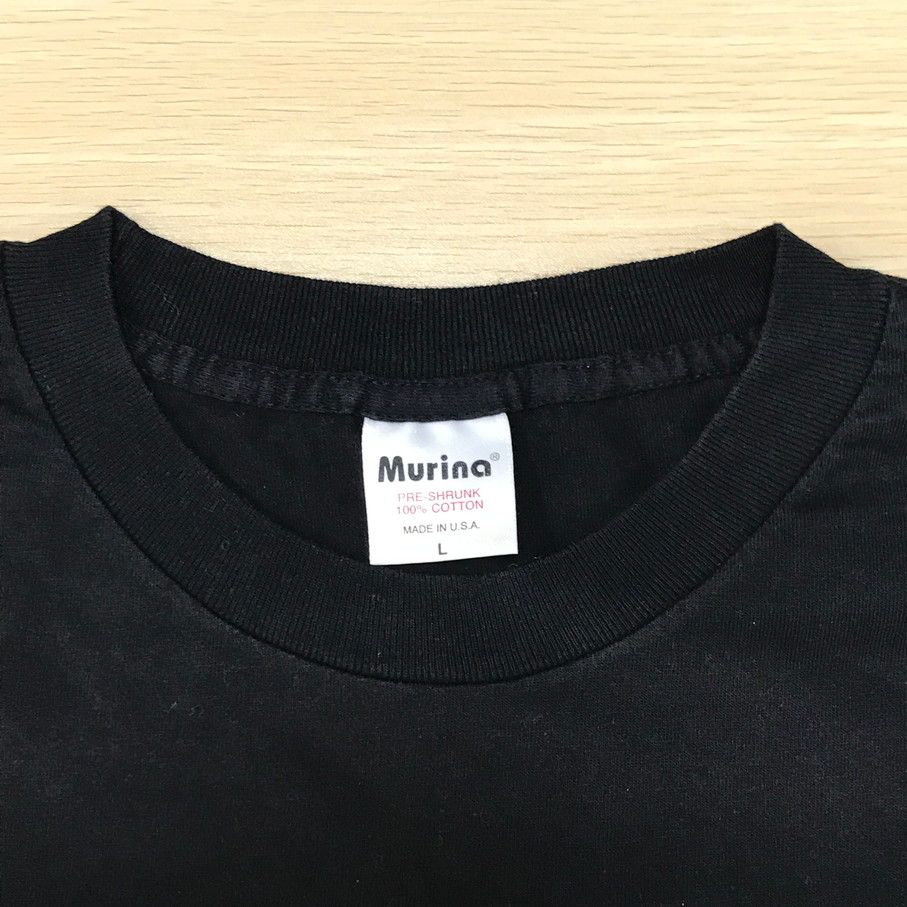 Murina®
PRE-SHRUNK
100% COTTON
MADE IN U.S.A.
L